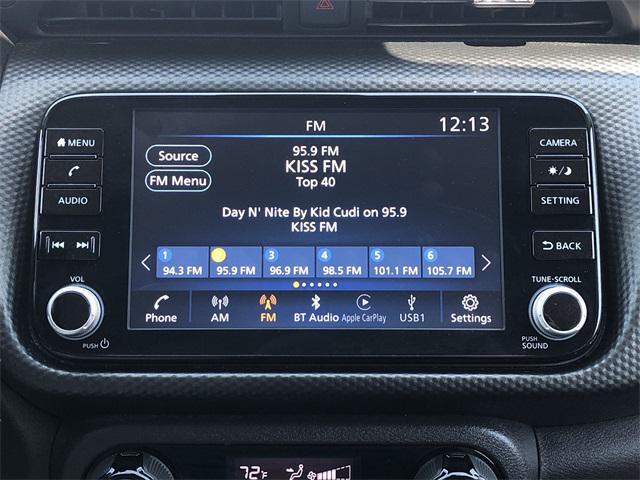 FM
12:13
MENU
AUDIO
VOL
PUSH
Source
FM Menu
95.9 FM
KISS FM
Top 40
Day N' Nite By Kid Cudi on 95.9
KISS FM
1 2 3 4 5 6
94.3 FM 95.9 FM 96.9 FM 98.5 FM 101.1 FM 105.7 FM
Phone AM FM BT Audio Apple CarPlay USB1 Settings
CAMERA
SETTING
BACK
TUNE-SCROLL
PUSH
SOUND
72°F